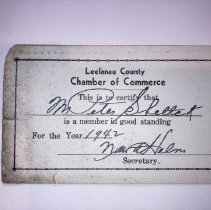 Leelanau County
Chamber of Commerce
This is to certify that
Mr Peter
is a member in good standing
For the Year 1942
Helm
Secretary.